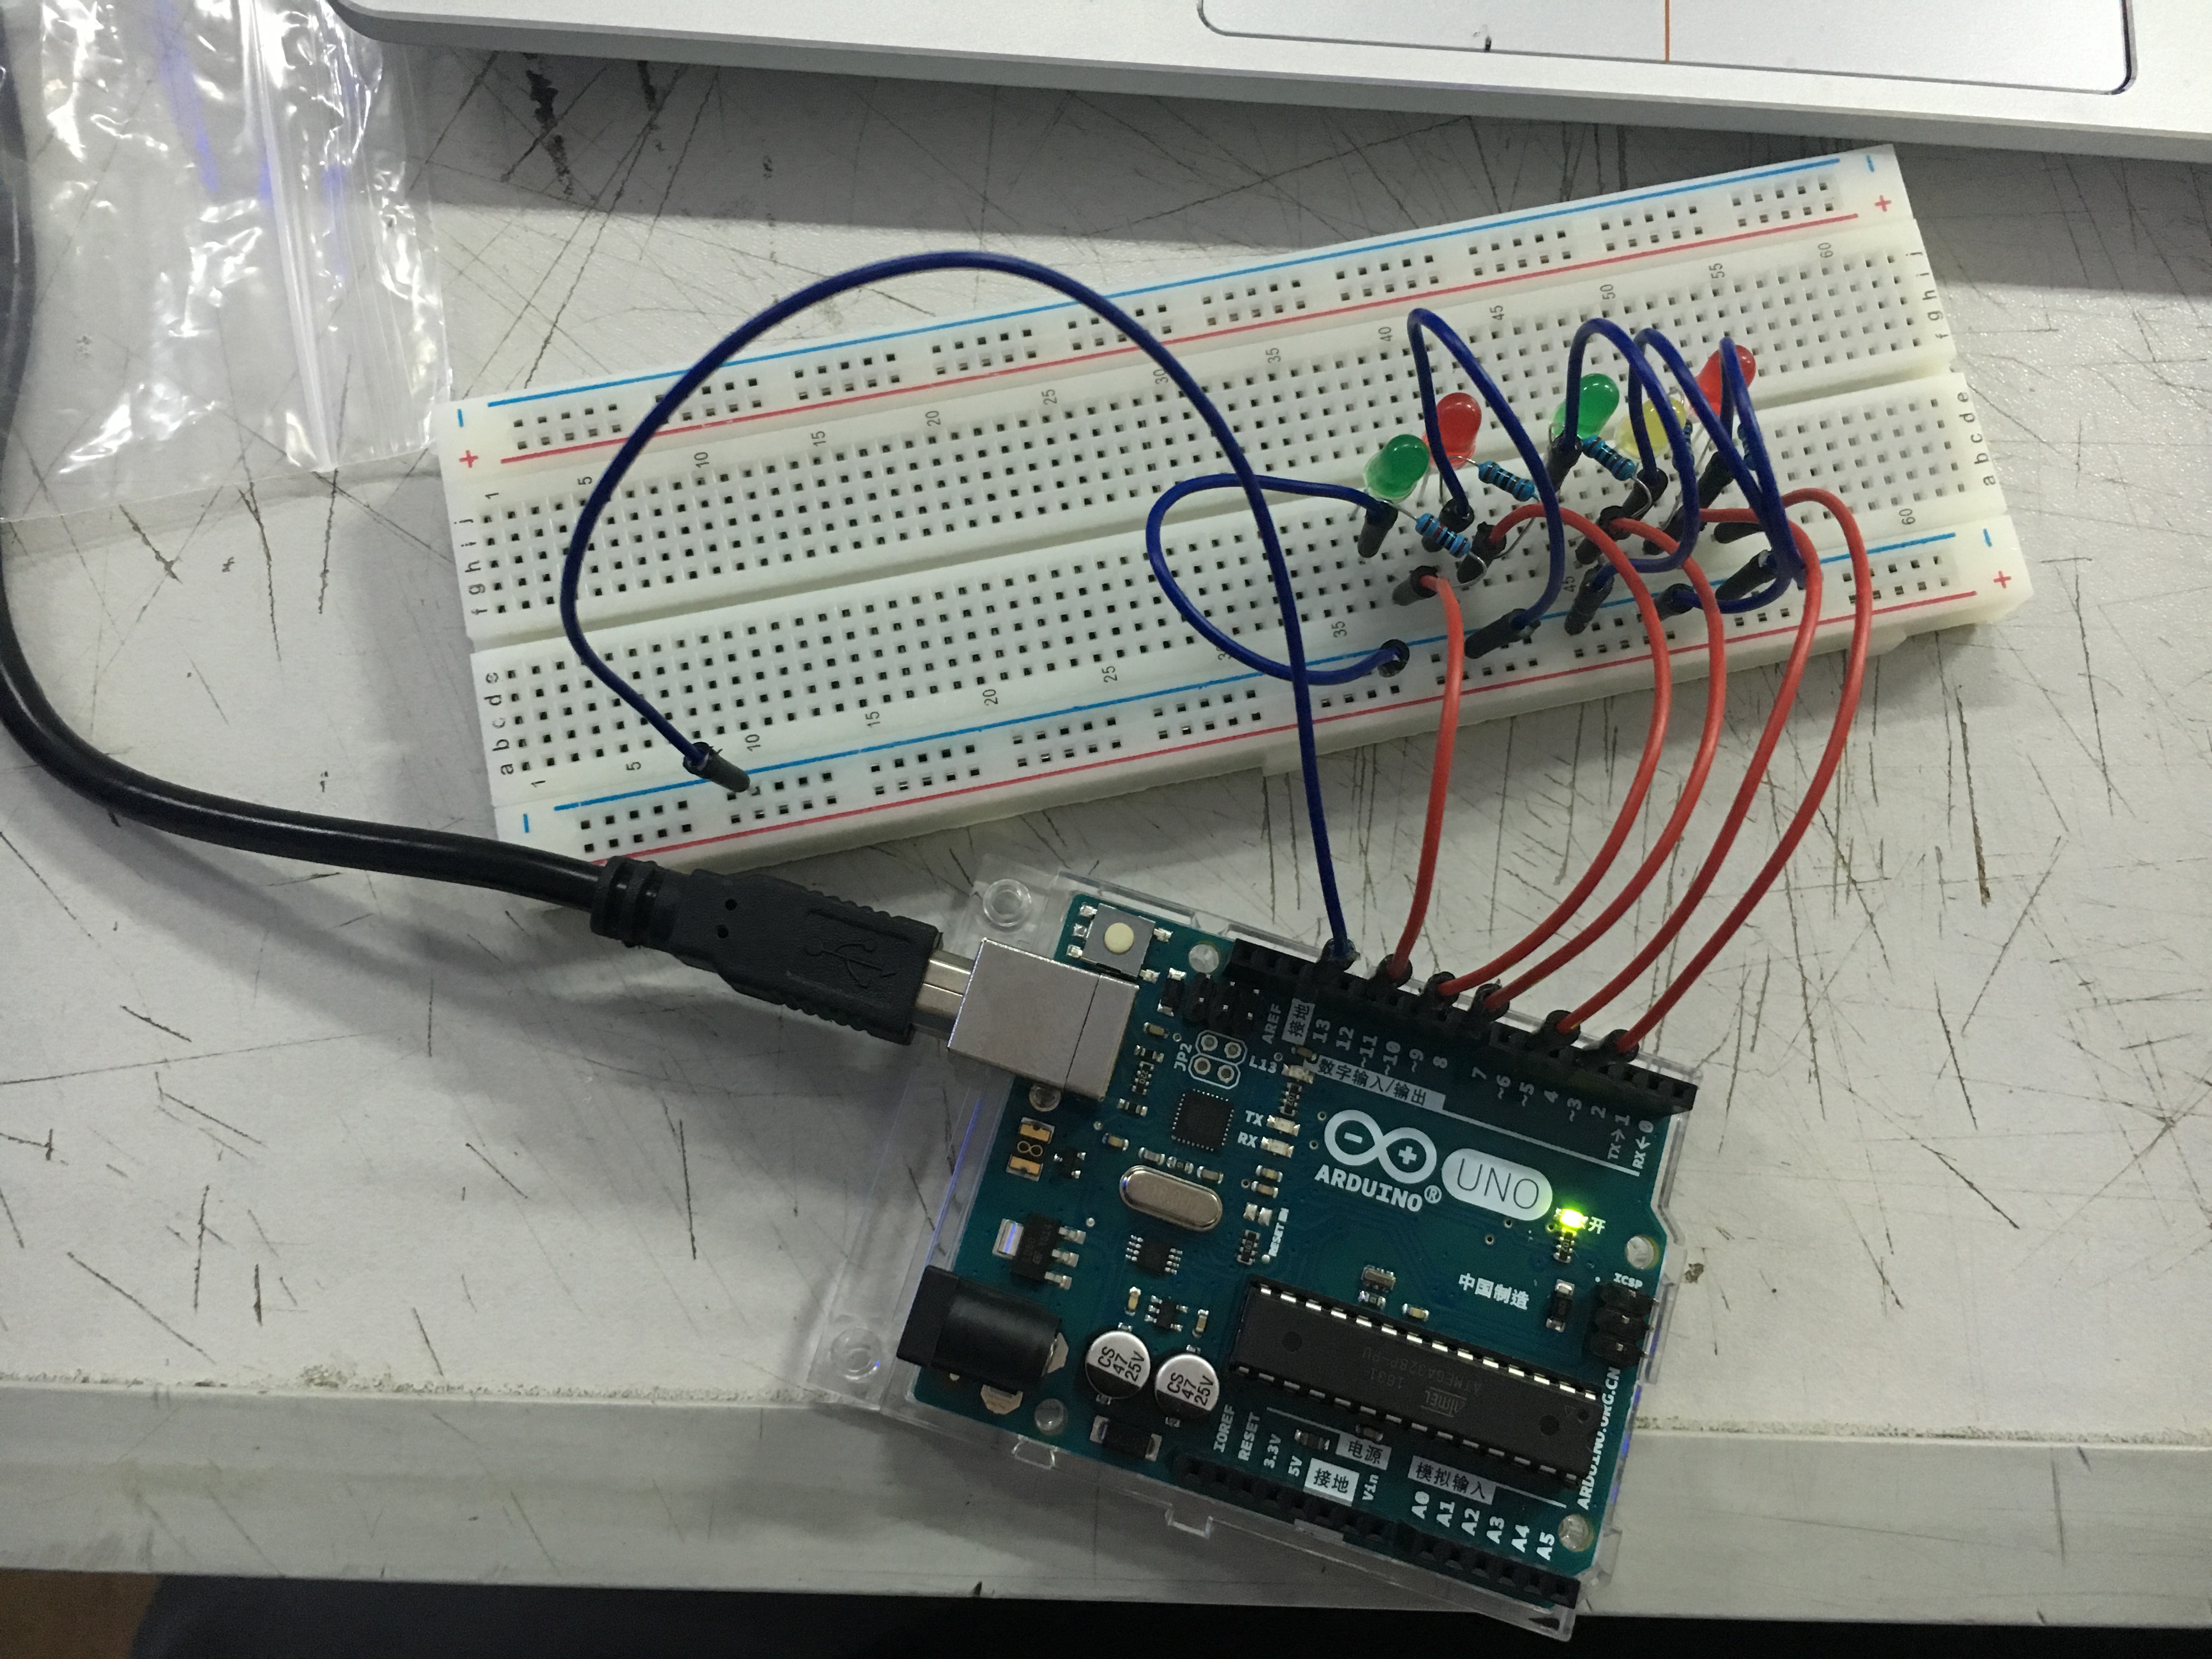 a b c d e
f g h i j
+ −
−
1
1
5
5
10
10
15
15
20
20
25
25
30
35
35
40
45
45
50
55
60
60
a b c d e
f g h i j
+ −
+ −
CS
47
25V
CS
47
25V
IOREF
RESET
3.3V
5V
接地
Vin
电源
模拟输入
A0
A1
A2
A3
A4
A5
ARDUINO.ORG.CN
ATMEL
RESET EN
JP2
TX
RX
L13
AREF
接地
13
12
~11
~10
~9
8
7
~6
~5
4
~3
2
TX→1
RX←0
数字输入/输出
ARDUINO®
UNO
中国制造
开
ICSP